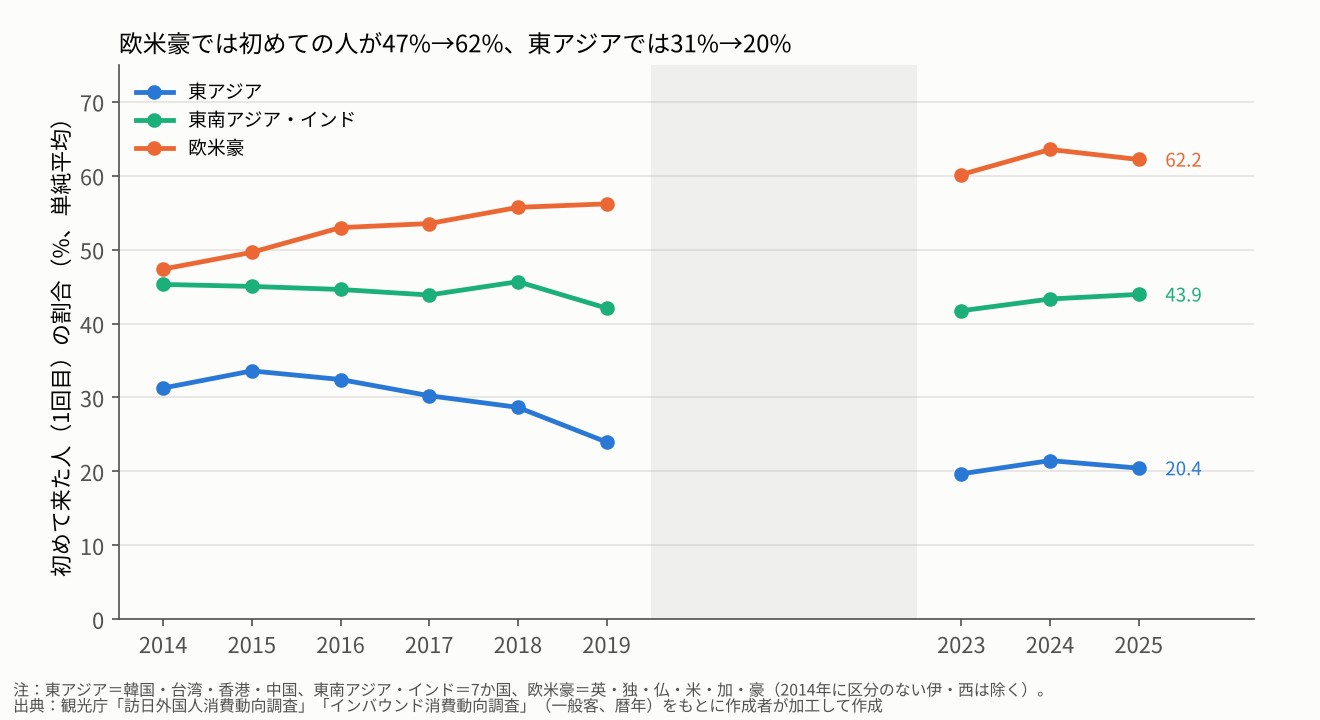 欧米豪では初めての人が47%→62%、東アジアでは31%→20%
東アジア
東南アジア・インド
欧米豪
初めて来た人（1回目）の割合（%、単純平均）
70
60
50
40
30
20
10
0
62.2
43.9
20.4
2014 2015 2016 2017 2018 2019 2023 2024 2025
注：東アジア＝韓国・台湾・香港・中国、東南アジア・インド＝7か国、欧米豪＝英・独・仏・米・加・豪（2014年に区分のない伊・西は除く）。
出典：観光庁「訪日外国人消費動向調査」「インバウンド消費動向調査」（一般客、暦年）をもとに作成者が加工して作成